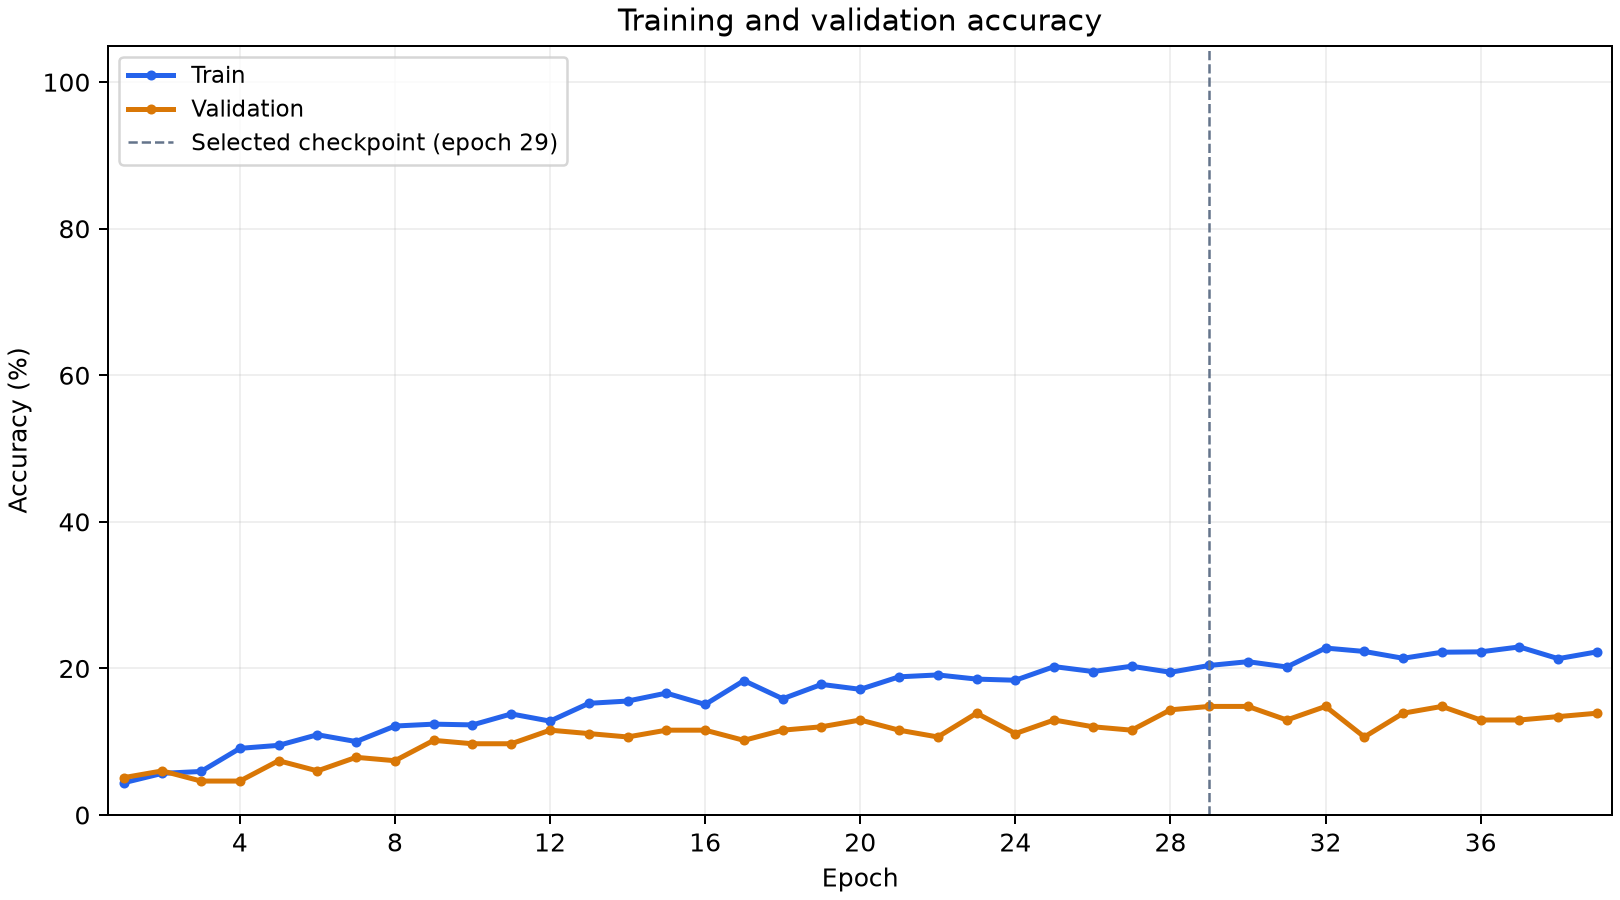 Training and validation accuracy
Train
Validation
Selected checkpoint (epoch 29)
Accuracy (%)
100
80
60
40
20
0
4 8 12 16 20 24 28 32 36
Epoch